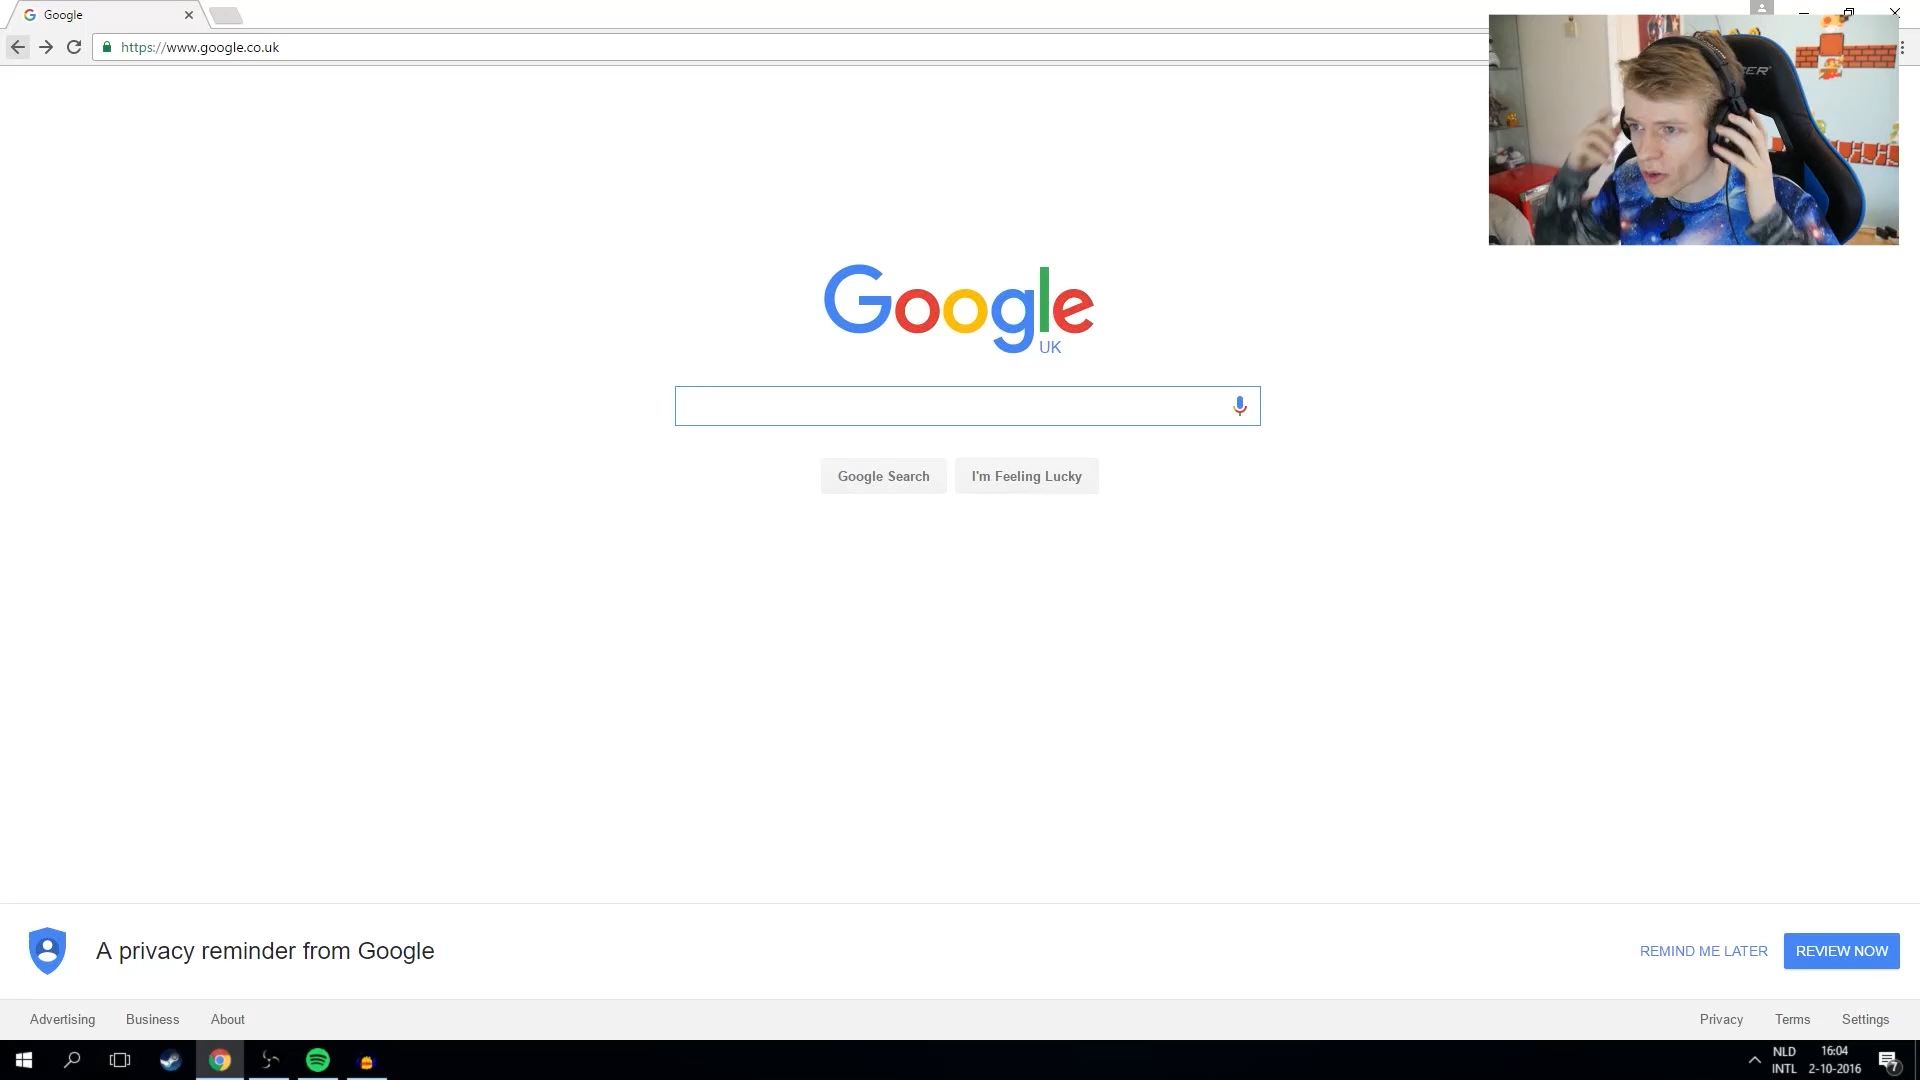 Google
https://www.google.co.uk
Google
UK
Google Search
I'm Feeling Lucky
A privacy reminder from Google
REMIND ME LATER
REVIEW NOW
Advertising
Business
About
Privacy
Terms
Settings
NLD
INTL
16:04
2-10-2016
7